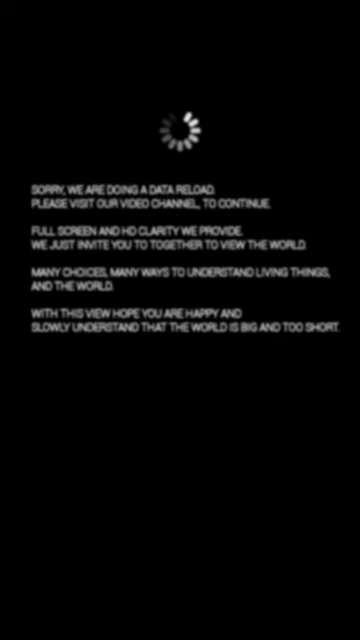 SORRY, WE ARE DOING A DATA RELOAD.
PLEASE VISIT OUR VIDEO CHANNEL, TO CONTINUE.
FULL SCREEN AND HD CLARITY WE PROVIDE.
WE JUST INVITE YOU TO TOGETHER TO VIEW THE WORLD.
MANY CHOICES, MANY WAYS TO UNDERSTAND LIVING THINGS,
AND THE WORLD.
WITH THIS VIEW HOPE YOU ARE HAPPY AND
SLOWLY UNDERSTAND THAT THE WORLD IS BIG AND TOO SHORT.